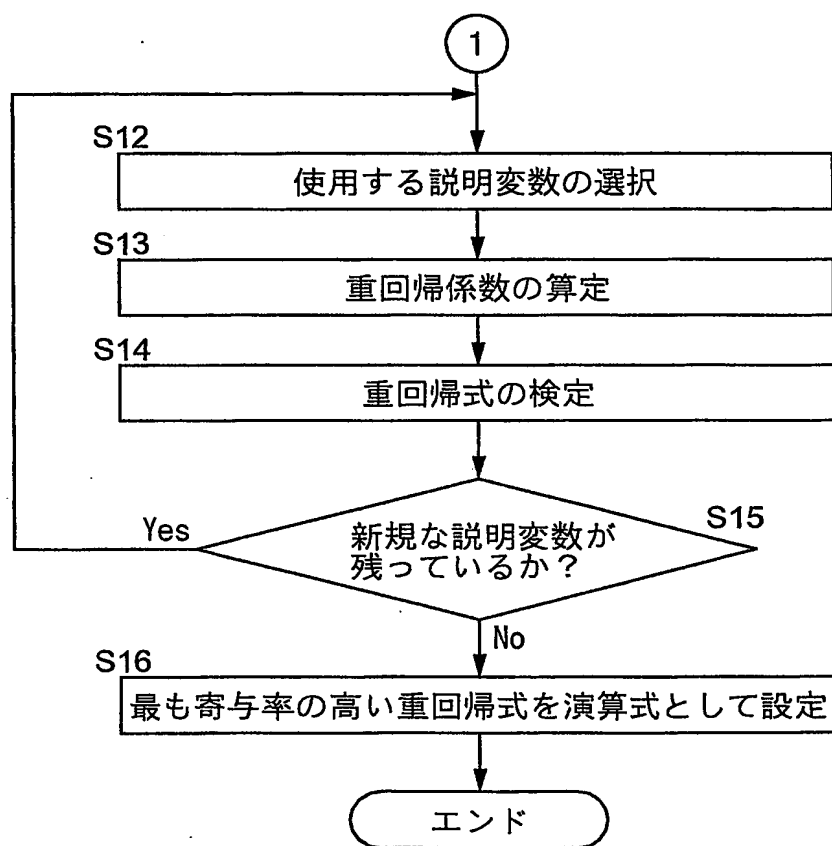 1
S12
使用する説明変数の選択
S13
重回帰係数の算定
S14
重回帰式の検定
S15
新規な説明変数が
残っているか？
Yes
No
S16
最も寄与率の高い重回帰式を演算式として設定
エンド